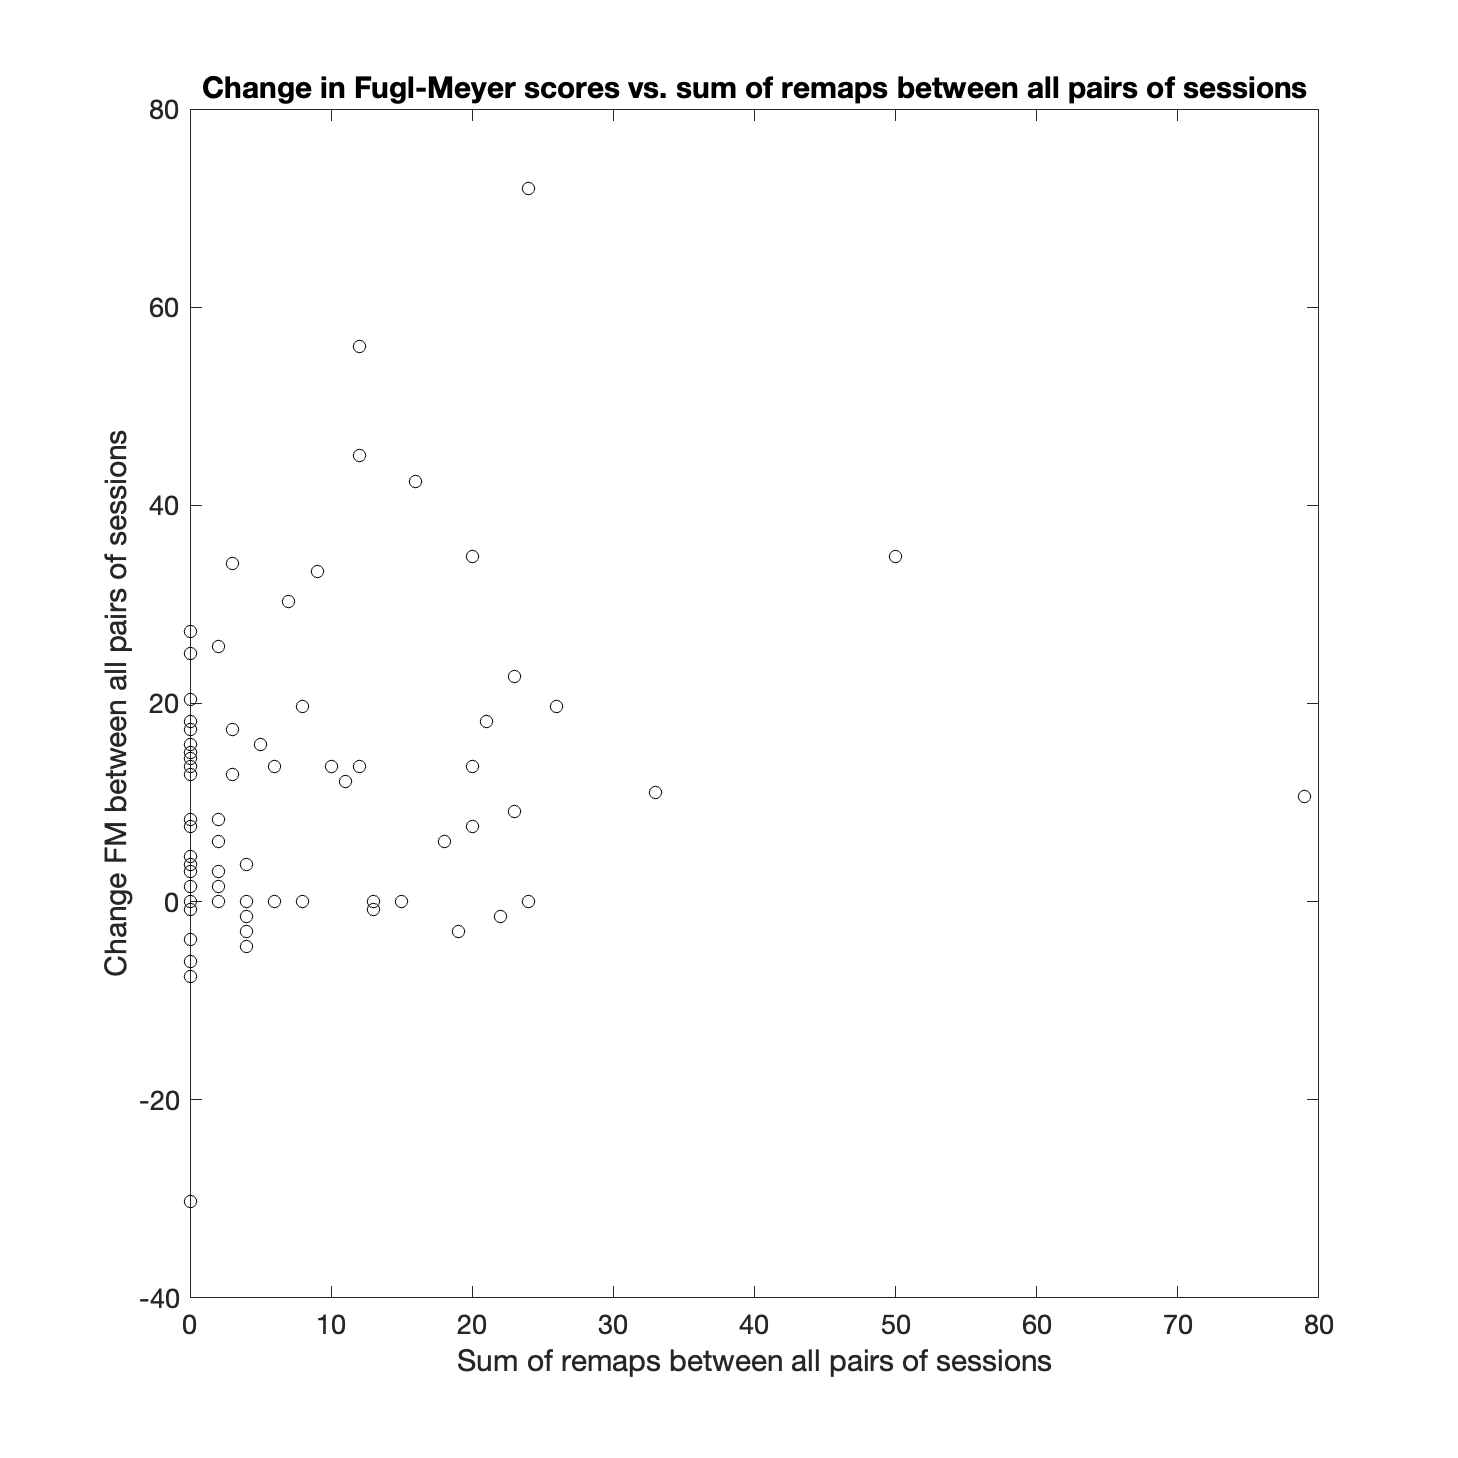 Change in Fugl-Meyer scores vs. sum of remaps between all pairs of sessions
80
60
40
20
0
-20
-40
Change FM between all pairs of sessions
0 10 20 30 40 50 60 70 80
Sum of remaps between all pairs of sessions